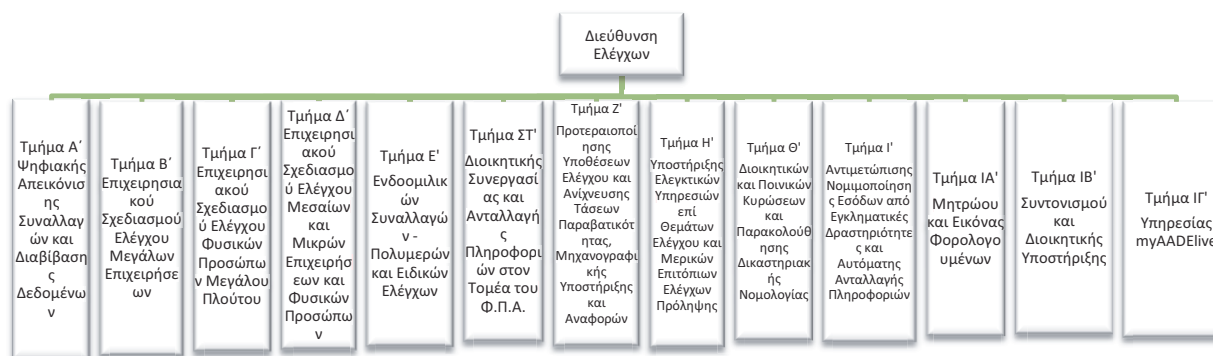 Διεύθυνση
Ελέγχων
Τμήμα Α΄
Ψηφιακής
Απεικόνισ
ης
Συναλλαγ
ών και
Διαβίβαση
ς
Δεδομένω
ν
Τμήμα Β΄
Επιχειρησια
κού
Σχεδιασμού
Ελέγχου
Μεγάλων
Επιχειρήσε
ων
Τμήμα Γ΄
Επιχειρησι
ακού
Σχεδιασμο
ύ Ελέγχου
Φυσικών
Προσώπω
ν Μεγάλου
Πλούτου
Τμήμα Δ΄
Επιχειρησι
ακού
Σχεδιασμο
ύ Ελέγχου
Μεσαίων
και
Μικρών
Επιχειρήσ
εων και
Φυσικών
Προσώπω
ν
Τμήμα Ε'
Ενδοομιλικ
ών
Συναλλαγώ
ν -
Πολυμερών
και Ειδικών
Ελέγχων
Τμήμα ΣΤ'
Διοικητικής
Συνεργασί
ας και
Ανταλλαγή
ς
Πληροφορι
ών στον
Τομέα του
Φ.Π.Α.
Τμήμα Ζ'
Προτεραιοποί
ησης
Υποθέσεων
Ελέγχου και
Ανίχνευσης
Τάσεων
Παραβατικότ
ητας,
Μηχανογραφι
κής
Υποστήριξης
και
Αναφορών
Τμήμα Η'
Υποστήριξης
Ελεγκτικών
Υπηρεσιών
επί
Θεμάτων
Ελέγχου και
Μερικών
Επιτόπιων
Ελέγχων
Πρόληψης
Τμήμα Θ'
Διοικητικών
και Ποινικών
Κυρώσεων
και
Παρακολούθ
ησης
Δικαστηριακ
ής
Νομολογίας
Τμήμα Ι'
Αντιμετώπισης
Νομιμοποίηση
ς Εσόδων από
Εγκληματικές
Δραστηριότητε
ς και
Αυτόματης
Ανταλλαγής
Πληροφοριών
Τμήμα ΙΑ'
Μητρώου
και Εικόνας
Φορολογο
υμένων
Τμήμα ΙΒ'
Συντονισμού
και
Διοικητικής
Υποστήριξης
Τμήμα ΙΓ'
Υπηρεσίας
myAADElive